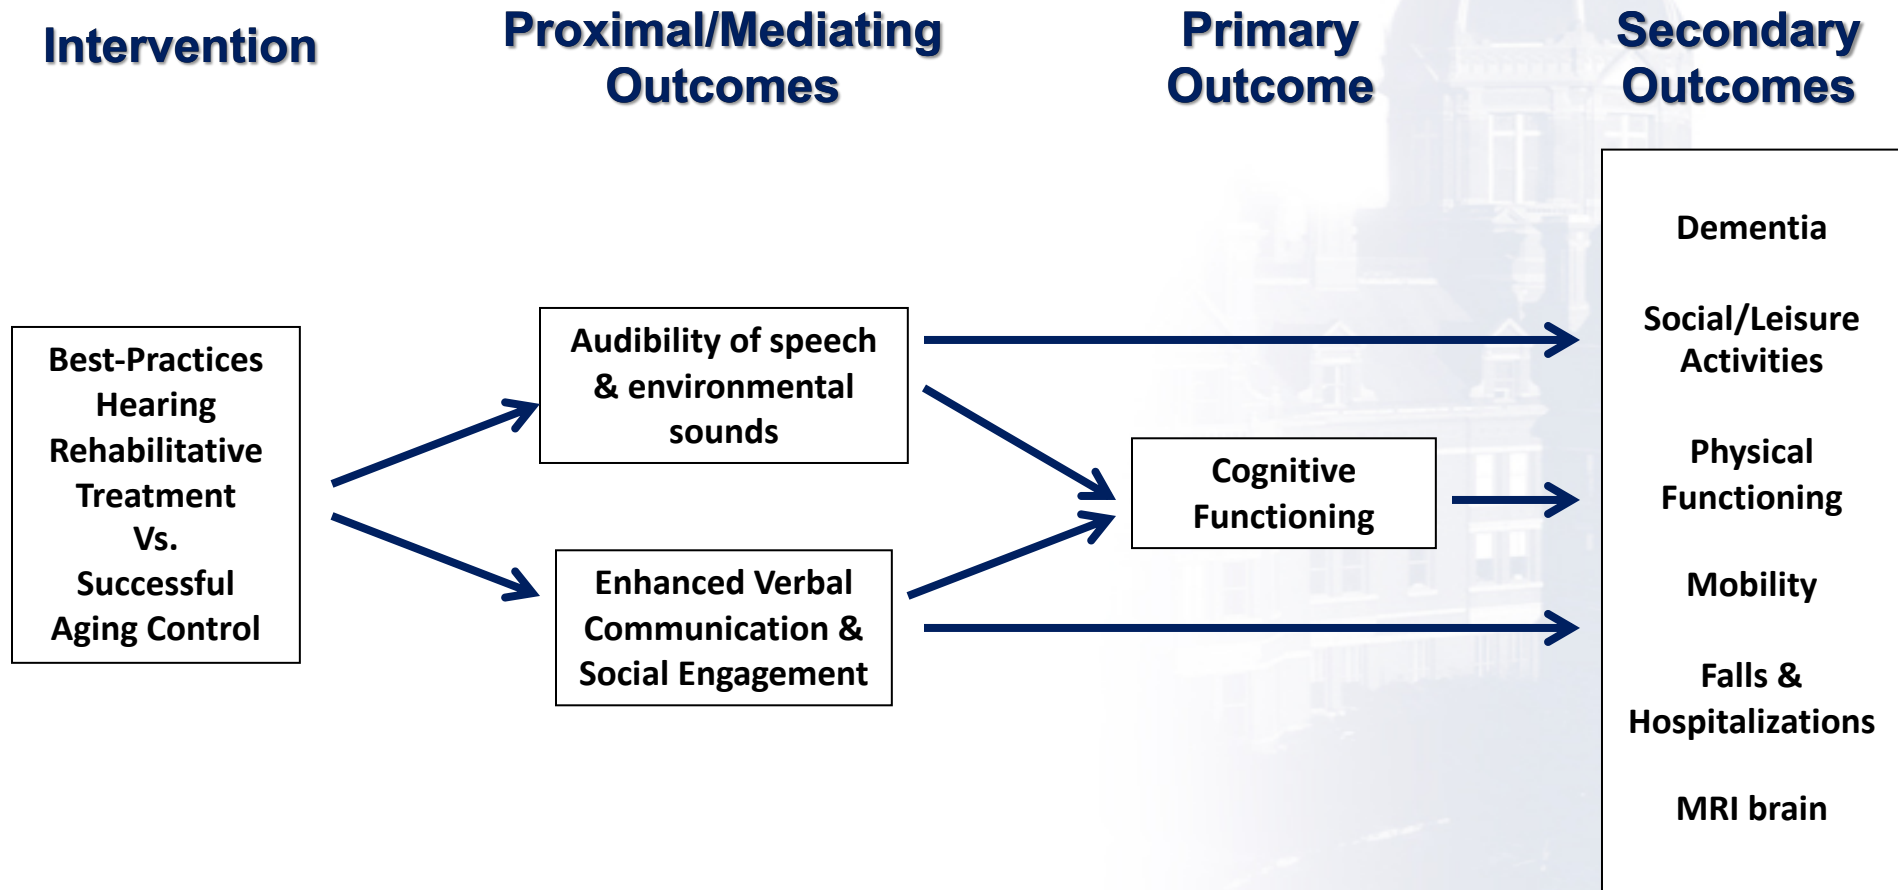 Intervention
Proximal/Mediating
Outcomes
Primary
Outcome
Secondary
Outcomes
Best-Practices
Hearing
Rehabilitative
Treatment
Vs.
Successful
Aging Control
Audibility of speech
& environmental
sounds
Enhanced Verbal
Communication &
Social Engagement
Cognitive
Functioning
Dementia
Social/Leisure
Activities
Physical
Functioning
Mobility
Falls &
Hospitalizations
MRI brain